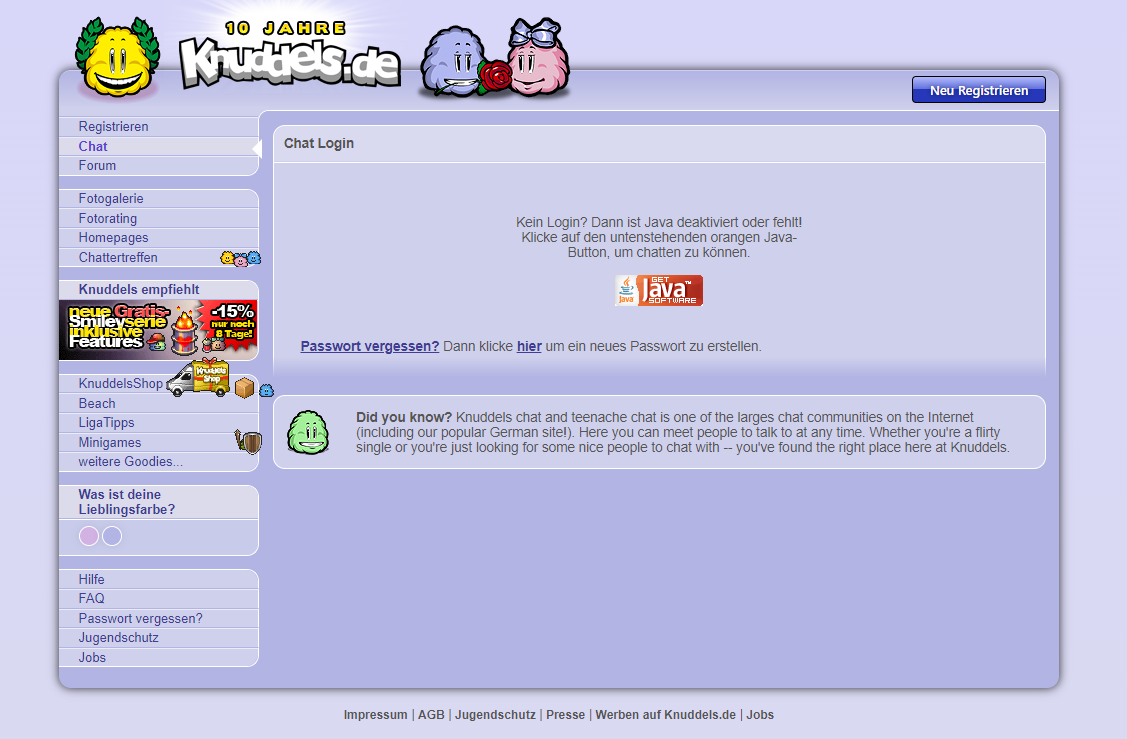 10 JAHRE
Knuddels.de
Neu Registrieren
Registrieren
Chat
Forum
Fotogalerie
Fotorating
Homepages
Chattertreffen
Knuddels empfiehlt
neue Gratis-
Smileyserie
inklusive
Features
-15%
nur noch
8 Tage!
KnuddelsShop
Knuddels
Shop
Beach
LigaTipps
Minigames
weitere Goodies...
Was ist deine
Lieblingsfarbe?
Hilfe
FAQ
Passwort vergessen?
Jugendschutz
Jobs
Chat Login
Kein Login? Dann ist Java deaktiviert oder fehlt!
Klicke auf den untenstehenden orangen Java-
Button, um chatten zu können.
GET
Java™
SOFTWARE
Java
Passwort vergessen? Dann klicke hier um ein neues Passwort zu erstellen.
Did you know? Knuddels chat and teenache chat is one of the larges chat communities on the Internet
(including our popular German site!). Here you can meet people to talk to at any time. Whether you're a flirty
single or you're just looking for some nice people to chat with -- you've found the right place here at Knuddels.
Impressum | AGB | Jugendschutz | Presse | Werben auf Knuddels.de | Jobs